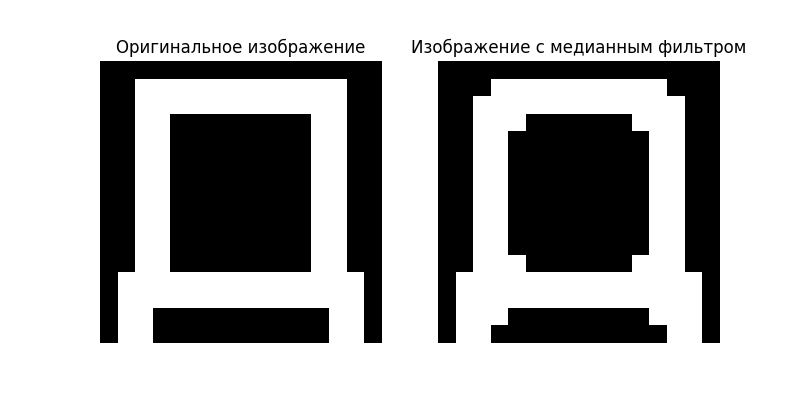 Оригинальное изображение
Изображение с медианным фильтром
Д Д